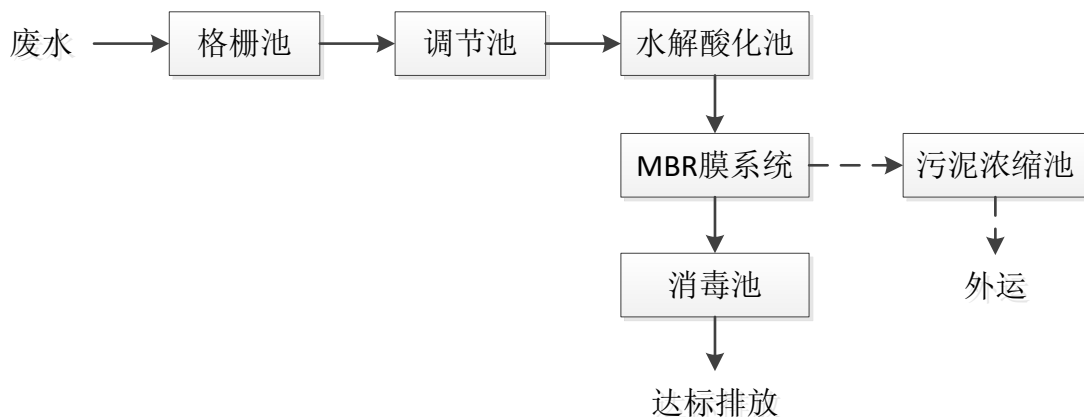 废水
格栅池
调节池
水解酸化池
MBR膜系统
污泥浓缩池
消毒池
外运
达标排放